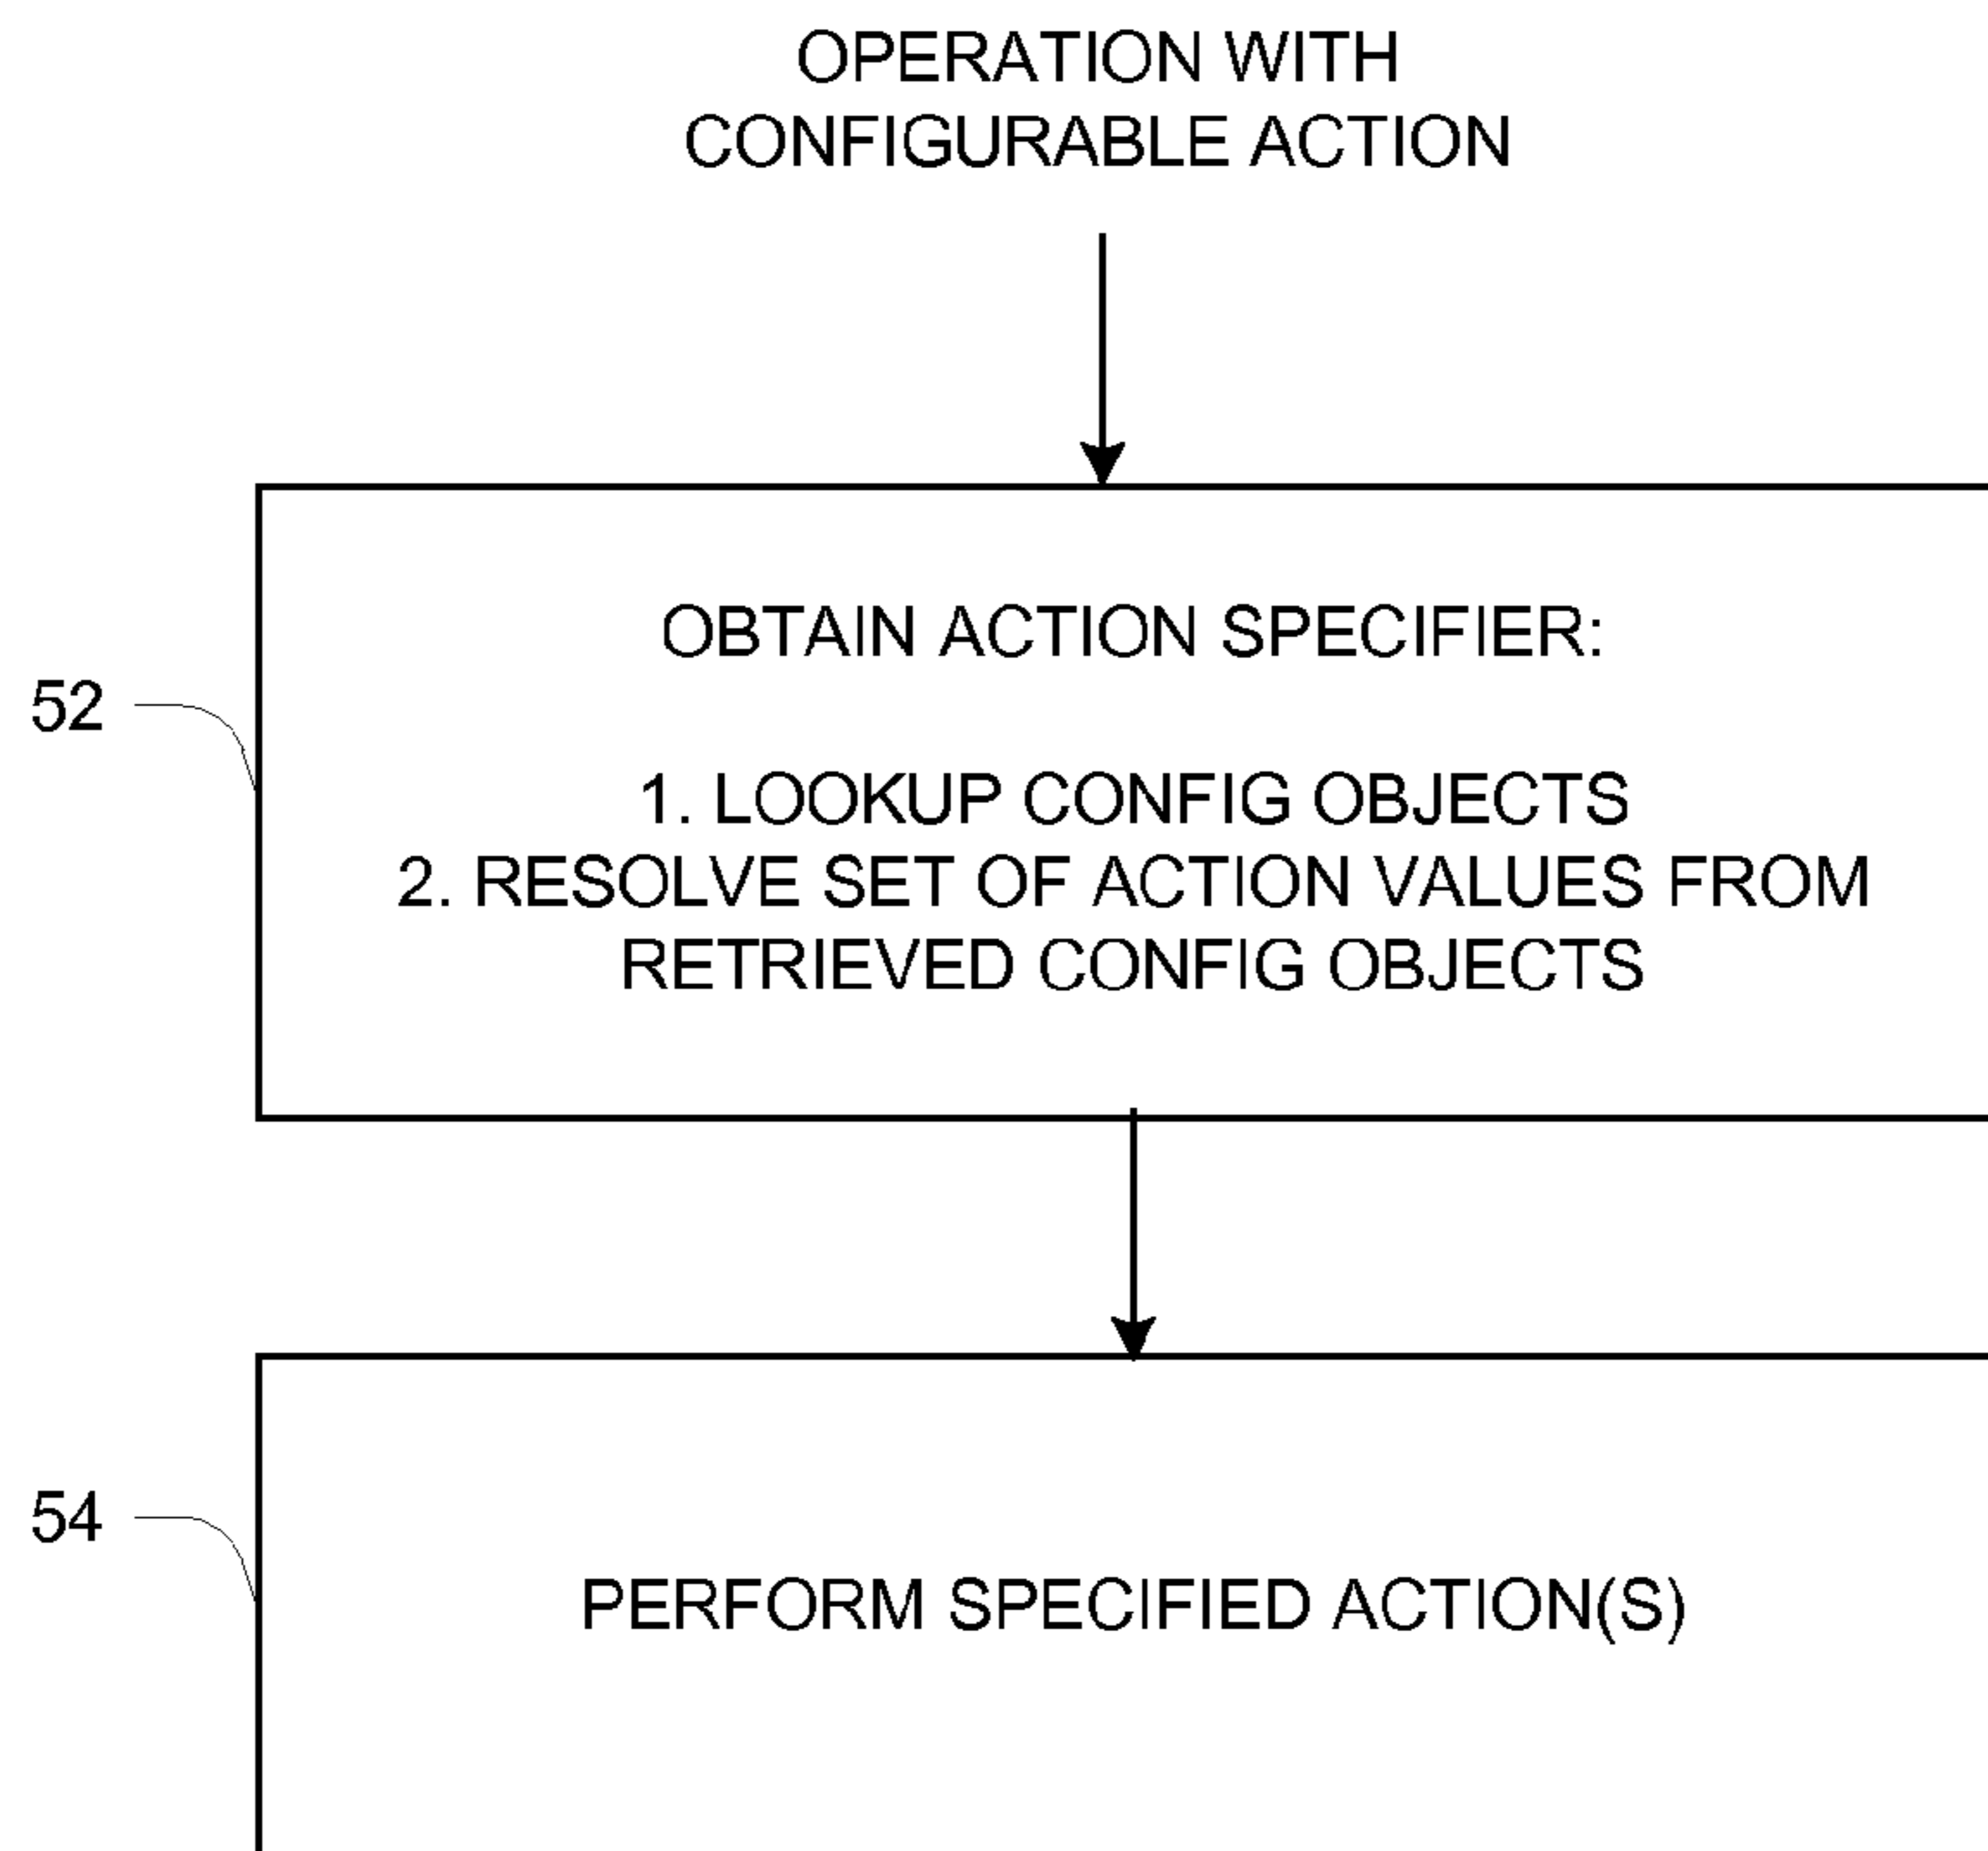 OPERATION WITH
CONFIGURABLE ACTION
OBTAIN ACTION SPECIFIER:
52
1. LOOKUP CONFIG OBJECTS
2. RESOLVE SET OF ACTION VALUES FROM
RETRIEVED CONFIG OBJECTS
54
PERFORM SPECIFIED ACTION(S)